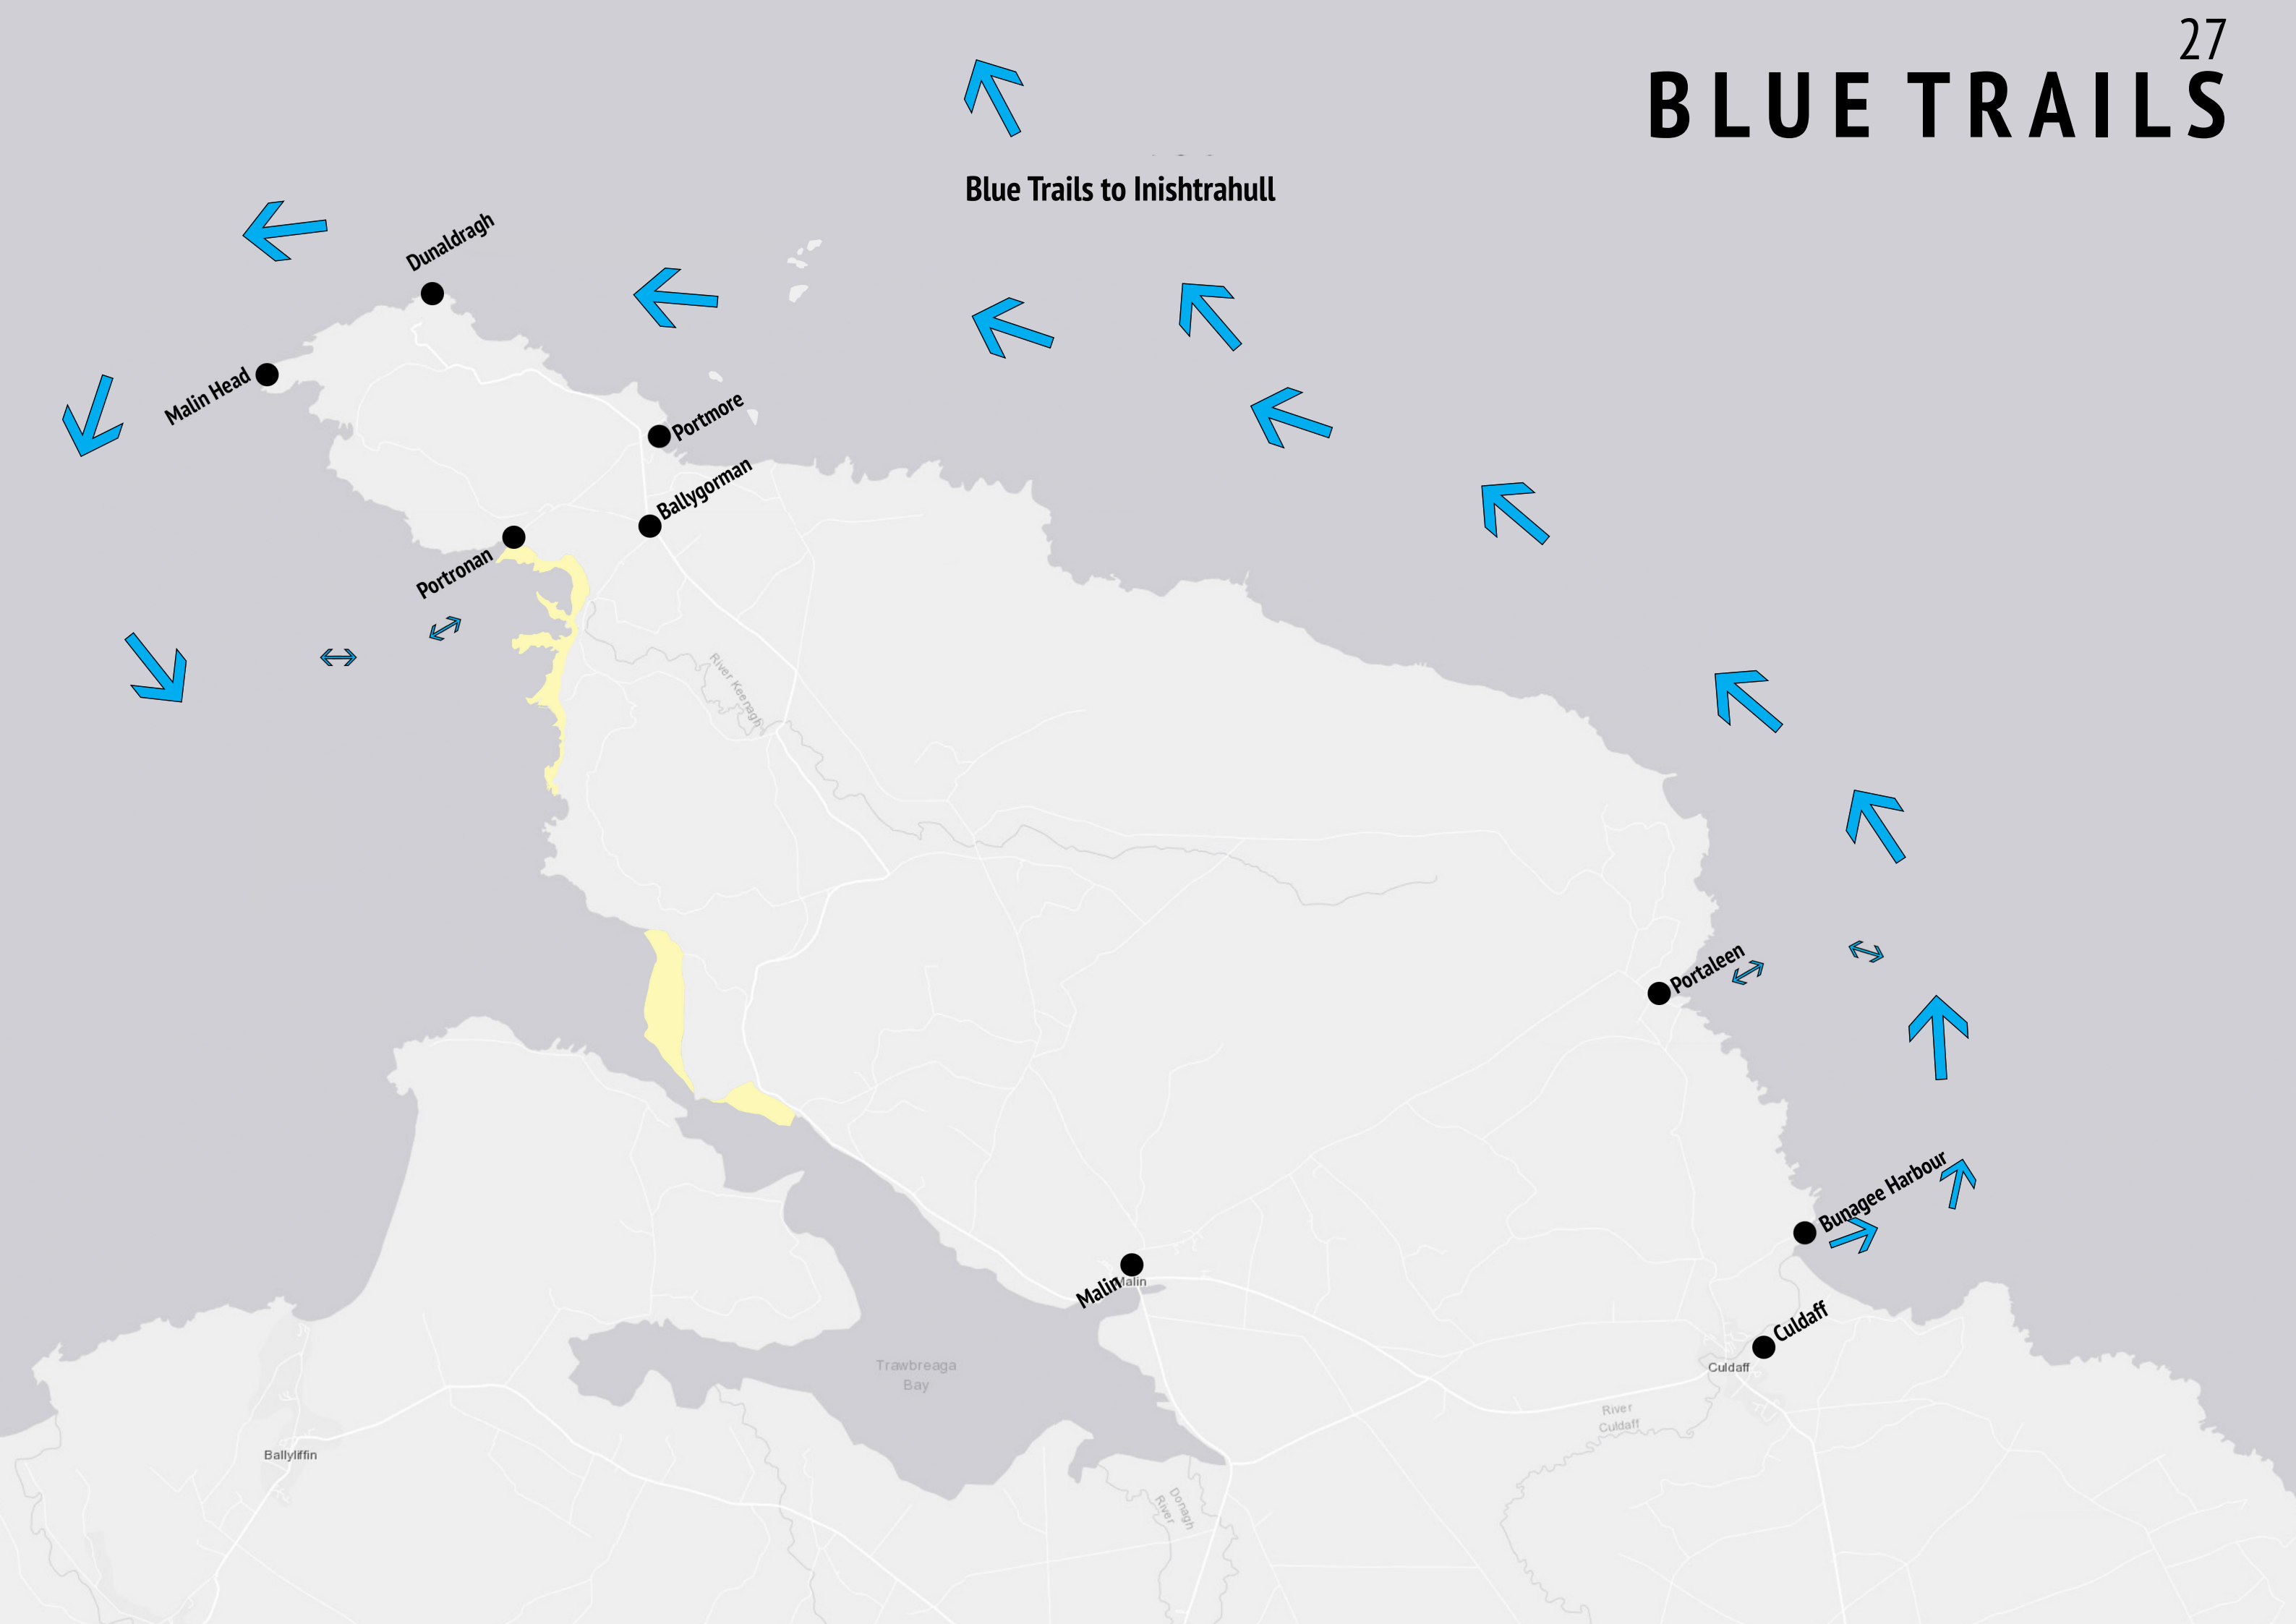 27
BLUE TRAILS
Blue Trails to Inishtrahull
Dunaldragh
Malin Head
Portmore
Ballygorman
Portronan
River Keenagh
Portaleen
Bunagee Harbour
Malin
Malin
Culdaff
Culdaff
Trawbreaga
Bay
River
Culdaff
Ballyliffin
Donagh
River